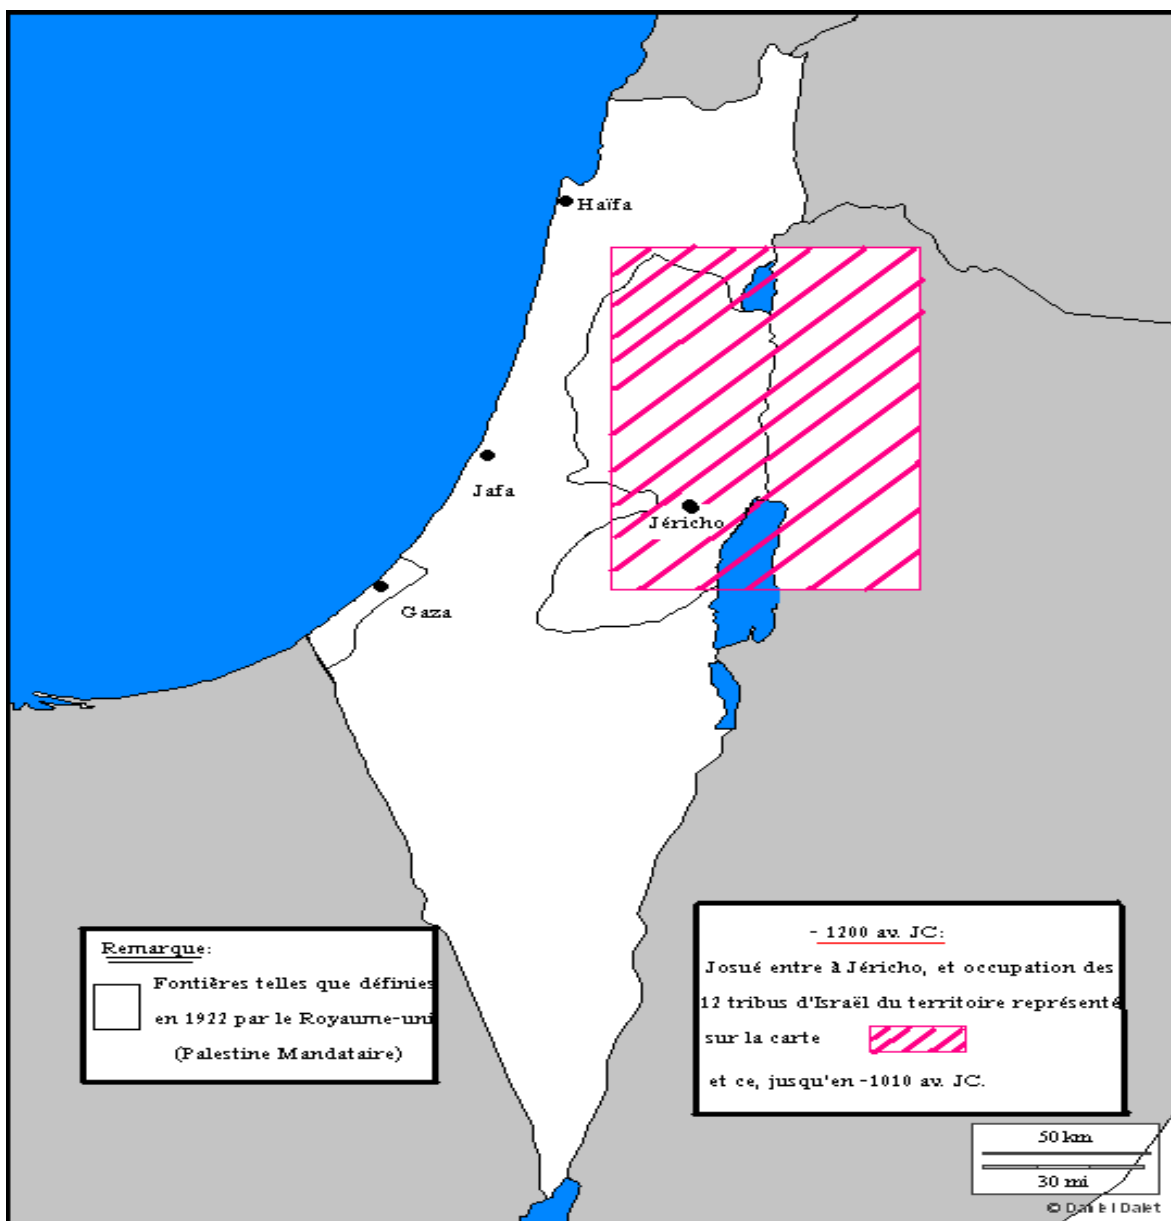 Haïfa
Jafa
Jéricho
Gaza
Remarque:
Fontières telles que définies
en 1922 par le Royaume-uni
(Palestine Mandataire)
- 1200 av. JC:
Josué entre à Jéricho, et occupation des
12 tribus d'Israël du territoire représenté
sur la carte
et ce, jusqu'en -1010 av. JC.
50 km
30 mi
© Daniel Dalet